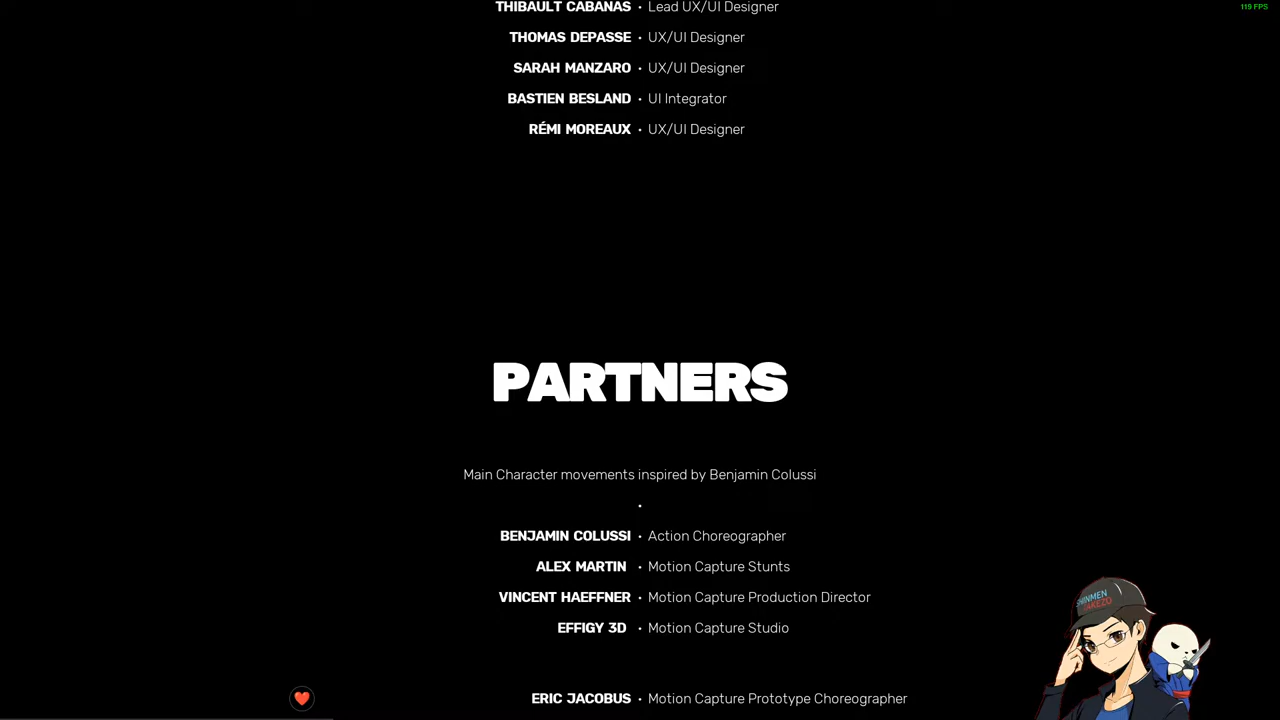 THIBAULT CABANAS • Lead UX/UI Designer
119 FPS
THOMAS DEPASSE • UX/UI Designer
SARAH MANZARO • UX/UI Designer
BASTIEN BESLAND • UI Integrator
RÉMI MOREAUX • UX/UI Designer
PARTNERS
Main Character movements inspired by Benjamin Colussi
•
BENJAMIN COLUSSI • Action Choreographer
ALEX MARTIN • Motion Capture Stunts
VINCENT HAEFFNER • Motion Capture Production Director
EFFIGY 3D • Motion Capture Studio
ERIC JACOBUS • Motion Capture Prototype Choreographer
SHINMEN
TAKEZO